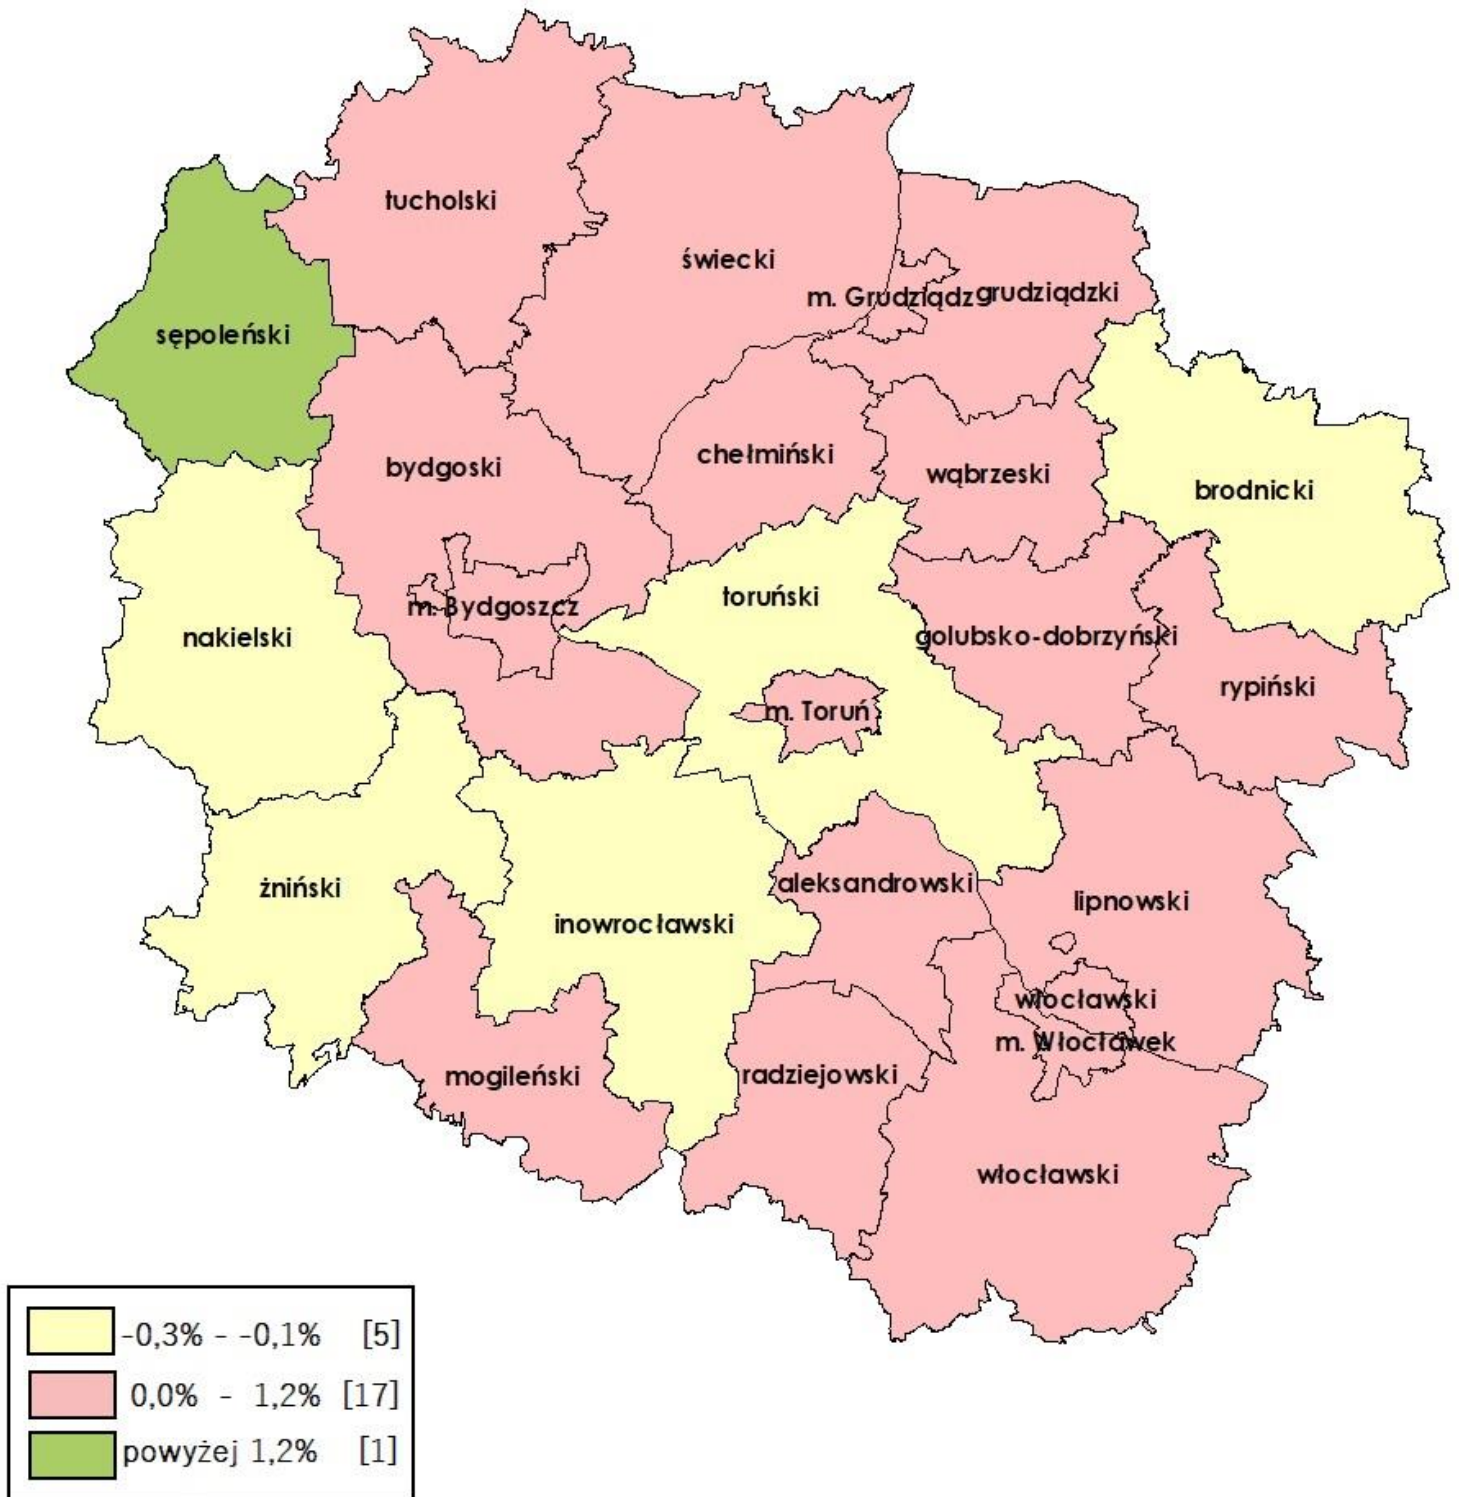 tucholski
świecki
m. Grudziądz
grudziądzki
sępoleński
chełmiński
bydgoski
wąbrzeski
brodnicki
toruński
m. Bydgoszcz
nakielski
golubsko-dobrzyński
rypiński
m. Toruń
aleksandrowski
żniński
lipnowski
inowrocławski
włocławski
m. Włocławek
mogileński
radziejowski
włocławski
-0,3% - -0,1% [5]
0,0% - 1,2% [17]
powyżej 1,2% [1]